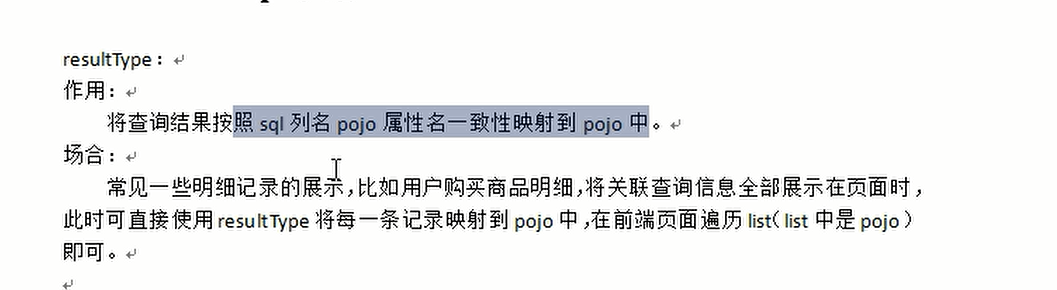 resultType：
作用：
将查询结果按照 sql 列名 pojo 属性名一致性映射到 pojo 中。
场合：
常见一些明细记录的展示,比如用户购买商品明细,将关联查询信息全部展示在页面时，
此时可直接使用 resultType 将每一条记录映射到 pojo 中,在前端页面遍历 list（list 中是 pojo）
即可。